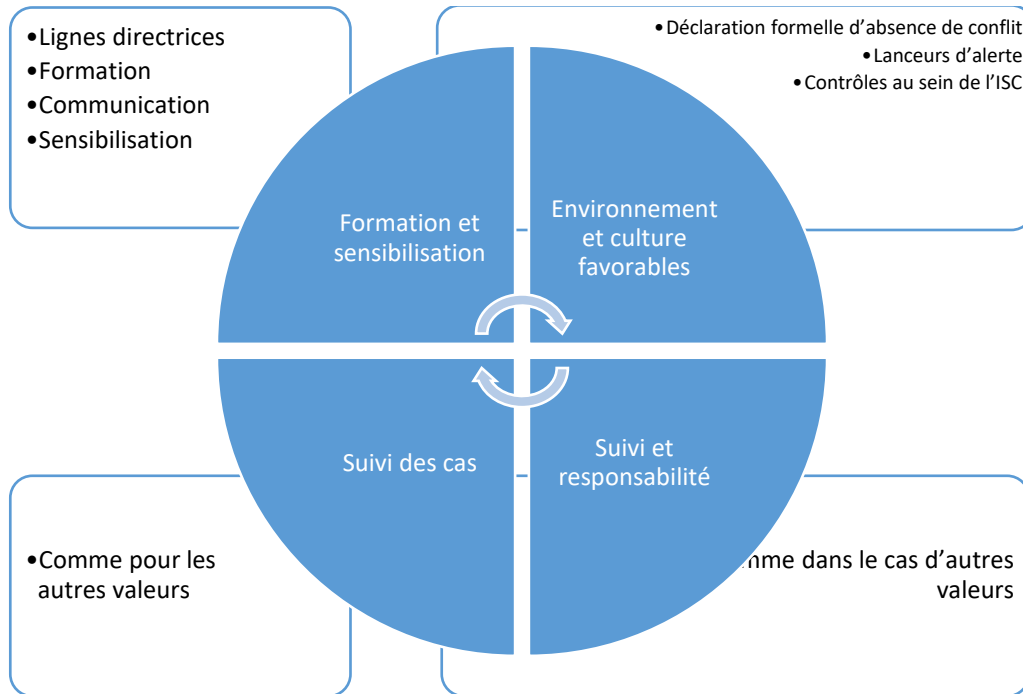 •Lignes directrices
•Formation
•Communication
•Sensibilisation
•Déclaration formelle d’absence de conflit
•Lanceurs d’alerte
•Contrôles au sein de l’ISC
Formation et
sensibilisation
Environnement
et culture
favorables
Suivi des cas
Suivi et
responsabilité
•Comme pour les
autres valeurs
dans le cas d’autres
valeurs